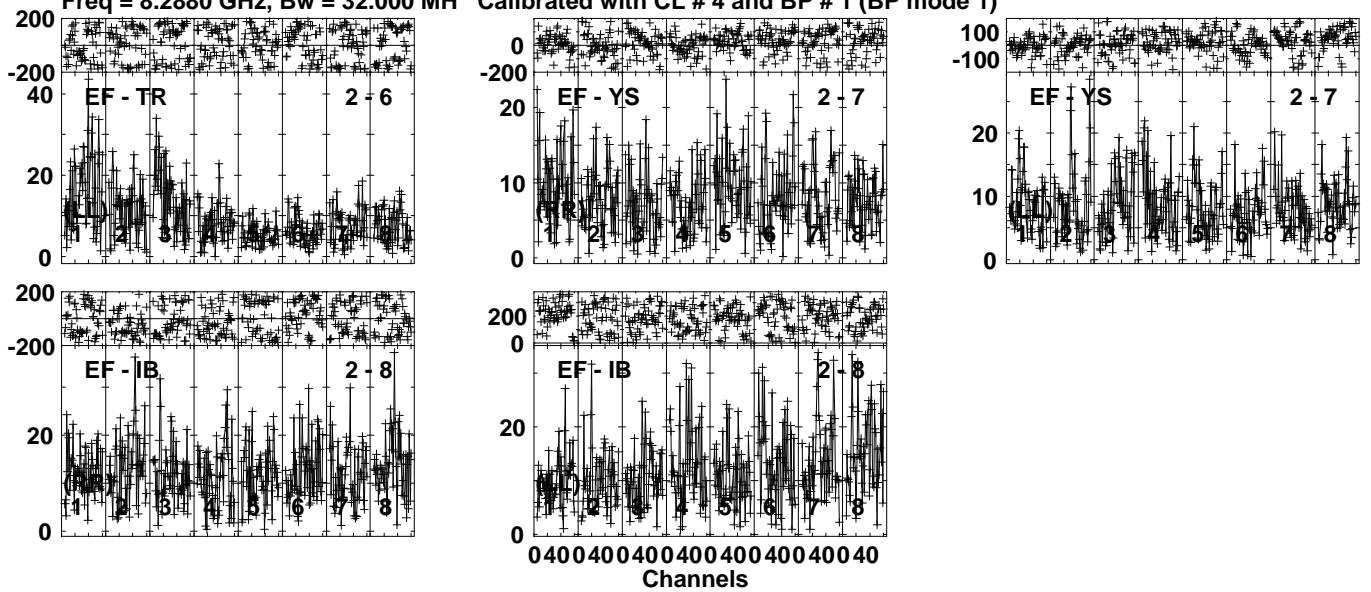 Freq = 8.2880 GHz, Bw = 32.000 MH Calibrated with CL # 4 and BP # 1 (BP mode 1)
200
-200
40
20
0
EF - TR 2 - 6
(LL)
1 2 3 4 5 6 7 8
0
-200
20
10
0
EF - YS 2 - 7
(RR)
1 2 3 4 5 6 7 8
100
-100
20
10
0
EF - YS 2 - 7
(LL)
1 2 3 4 5 6 7 8
200
-200
20
0
EF - IB 2 - 8
(RR)
1 2 3 4 5 6 7 8
200
0
20
0
EF - IB 2 - 8
(LL)
1 2 3 4 5 6 7 8
0 40 0 40 0 40 0 40 0 40 0 40 0 40 0 40
Channels